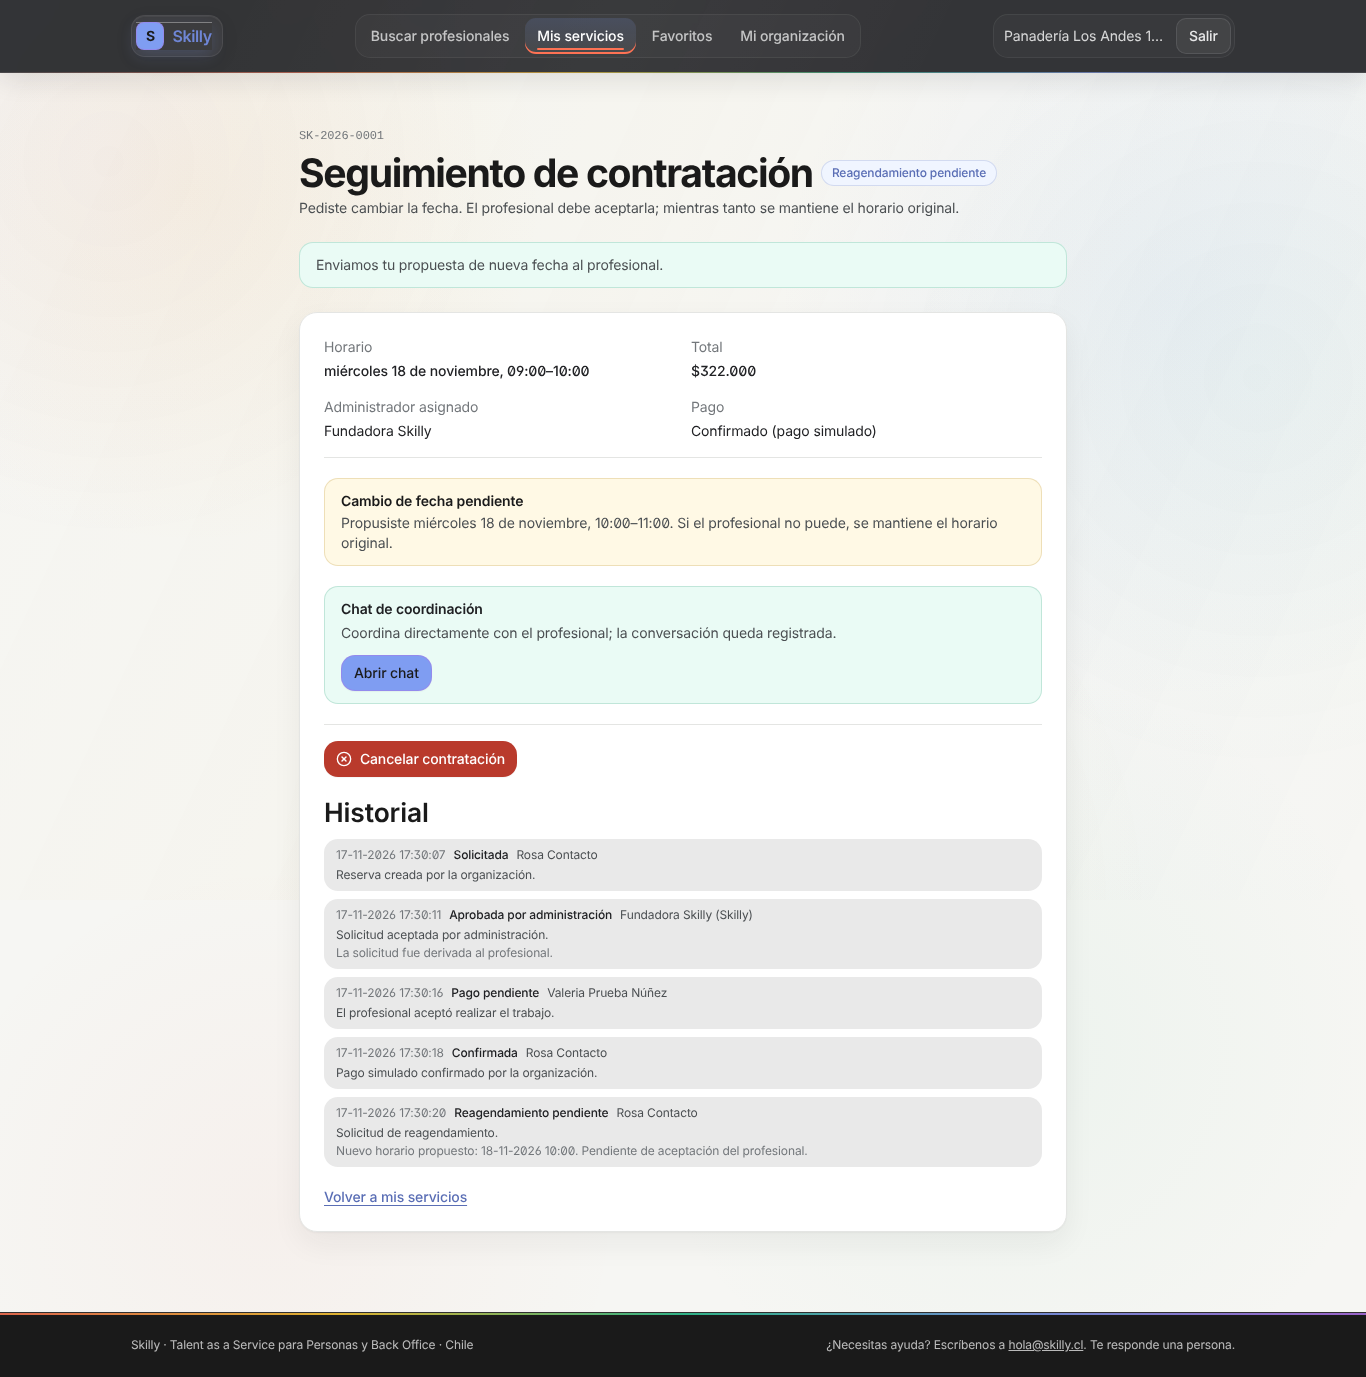 S Skilly
Buscar profesionales
Mis servicios
Favoritos
Mi organización
Panadería Los Andes 1...
Salir
SK-2026-0001
Seguimiento de contratación
Reagendamiento pendiente
Pediste cambiar la fecha. El profesional debe aceptarla; mientras tanto se mantiene el horario original.
Enviamos tu propuesta de nueva fecha al profesional.
Horario
miércoles 18 de noviembre, 09:00–10:00
Total
$322.000
Administrador asignado
Fundadora Skilly
Pago
Confirmado (pago simulado)
Cambio de fecha pendiente
Propusiste miércoles 18 de noviembre, 10:00–11:00. Si el profesional no puede, se mantiene el horario
original.
Chat de coordinación
Coordina directamente con el profesional; la conversación queda registrada.
Abrir chat
Cancelar contratación
Historial
17-11-2026 17:30:07 Solicitada Rosa Contacto
Reserva creada por la organización.
17-11-2026 17:30:11 Aprobada por administración Fundadora Skilly (Skilly)
Solicitud aceptada por administración.
La solicitud fue derivada al profesional.
17-11-2026 17:30:16 Pago pendiente Valeria Prueba Núñez
El profesional aceptó realizar el trabajo.
17-11-2026 17:30:18 Confirmada Rosa Contacto
Pago simulado confirmado por la organización.
17-11-2026 17:30:20 Reagendamiento pendiente Rosa Contacto
Solicitud de reagendamiento.
Nuevo horario propuesto: 18-11-2026 10:00. Pendiente de aceptación del profesional.
Volver a mis servicios
Skilly · Talent as a Service para Personas y Back Office · Chile
¿Necesitas ayuda? Escríbenos a hola@skilly.cl. Te responde una persona.